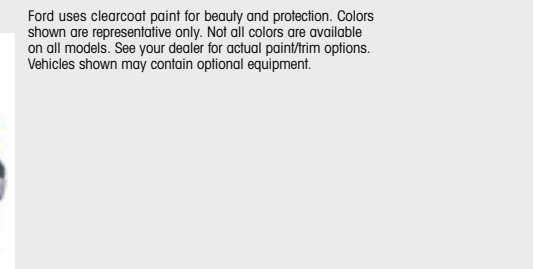 Ford uses clearcoat paint for beauty and protection. Colors
shown are representative only. Not all colors are available
on all models. See your dealer for actual paint/trim options.
Vehicles shown may contain optional equipment.